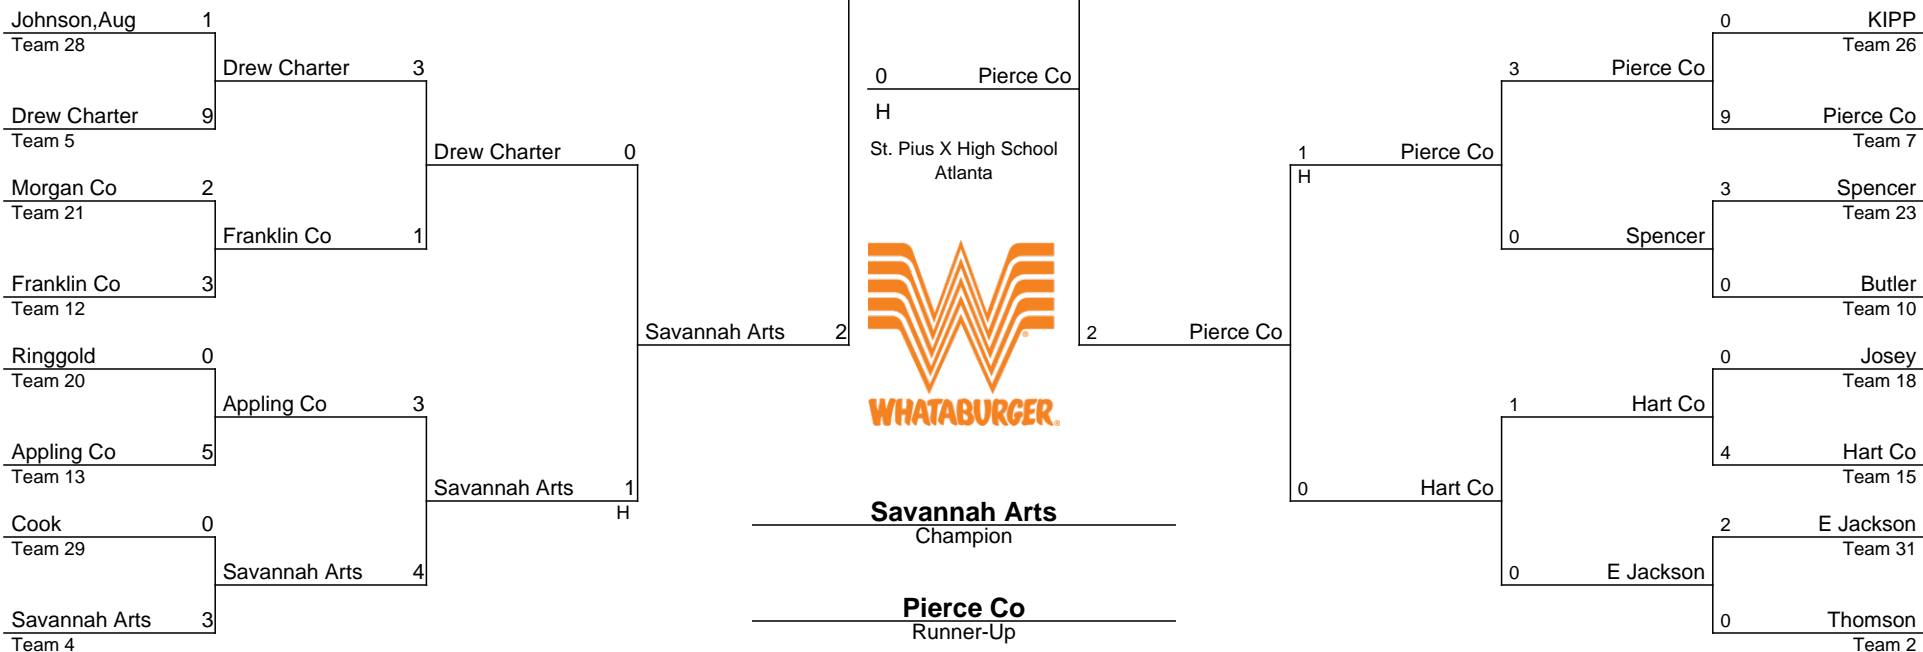 Johnson,Aug 1
Team 28
Drew Charter 3
Drew Charter 9
Team 5
Drew Charter 0
Morgan Co 2
Team 21
Franklin Co 1
Franklin Co 3
Team 12
Savannah Arts 2
Ringgold 0
Team 20
Appling Co 3
Appling Co 5
Team 13
Savannah Arts 1
H
Cook 0
Team 29
Savannah Arts 4
Savannah Arts 3
Team 4
0 Pierce Co
H
St. Pius X High School
Atlanta
WHATABURGER®
Savannah Arts
Champion
Pierce Co
Runner-Up
0 KIPP
Team 26
3 Pierce Co
9 Pierce Co
Team 7
1 Pierce Co
H
3 Spencer
Team 23
0 Spencer
0 Butler
Team 10
2 Pierce Co
0 Josey
Team 18
1 Hart Co
4 Hart Co
Team 15
0 Hart Co
2 E Jackson
Team 31
0 E Jackson
0 Thomson
Team 2